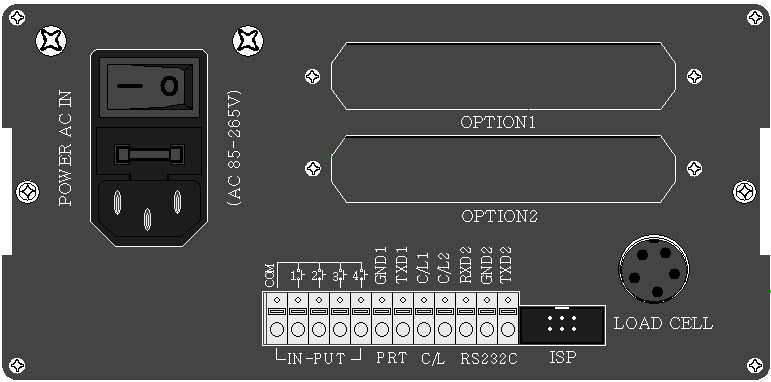 POWER AC IN
(AC 85-265V)
OPTION1
OPTION2
COM 1 2 3 4 GND1 TXD1 C/L1 C/L2 RXD2 GND2 TXD2
IN-PUT PRT C/L RS232C ISP
LOAD CELL